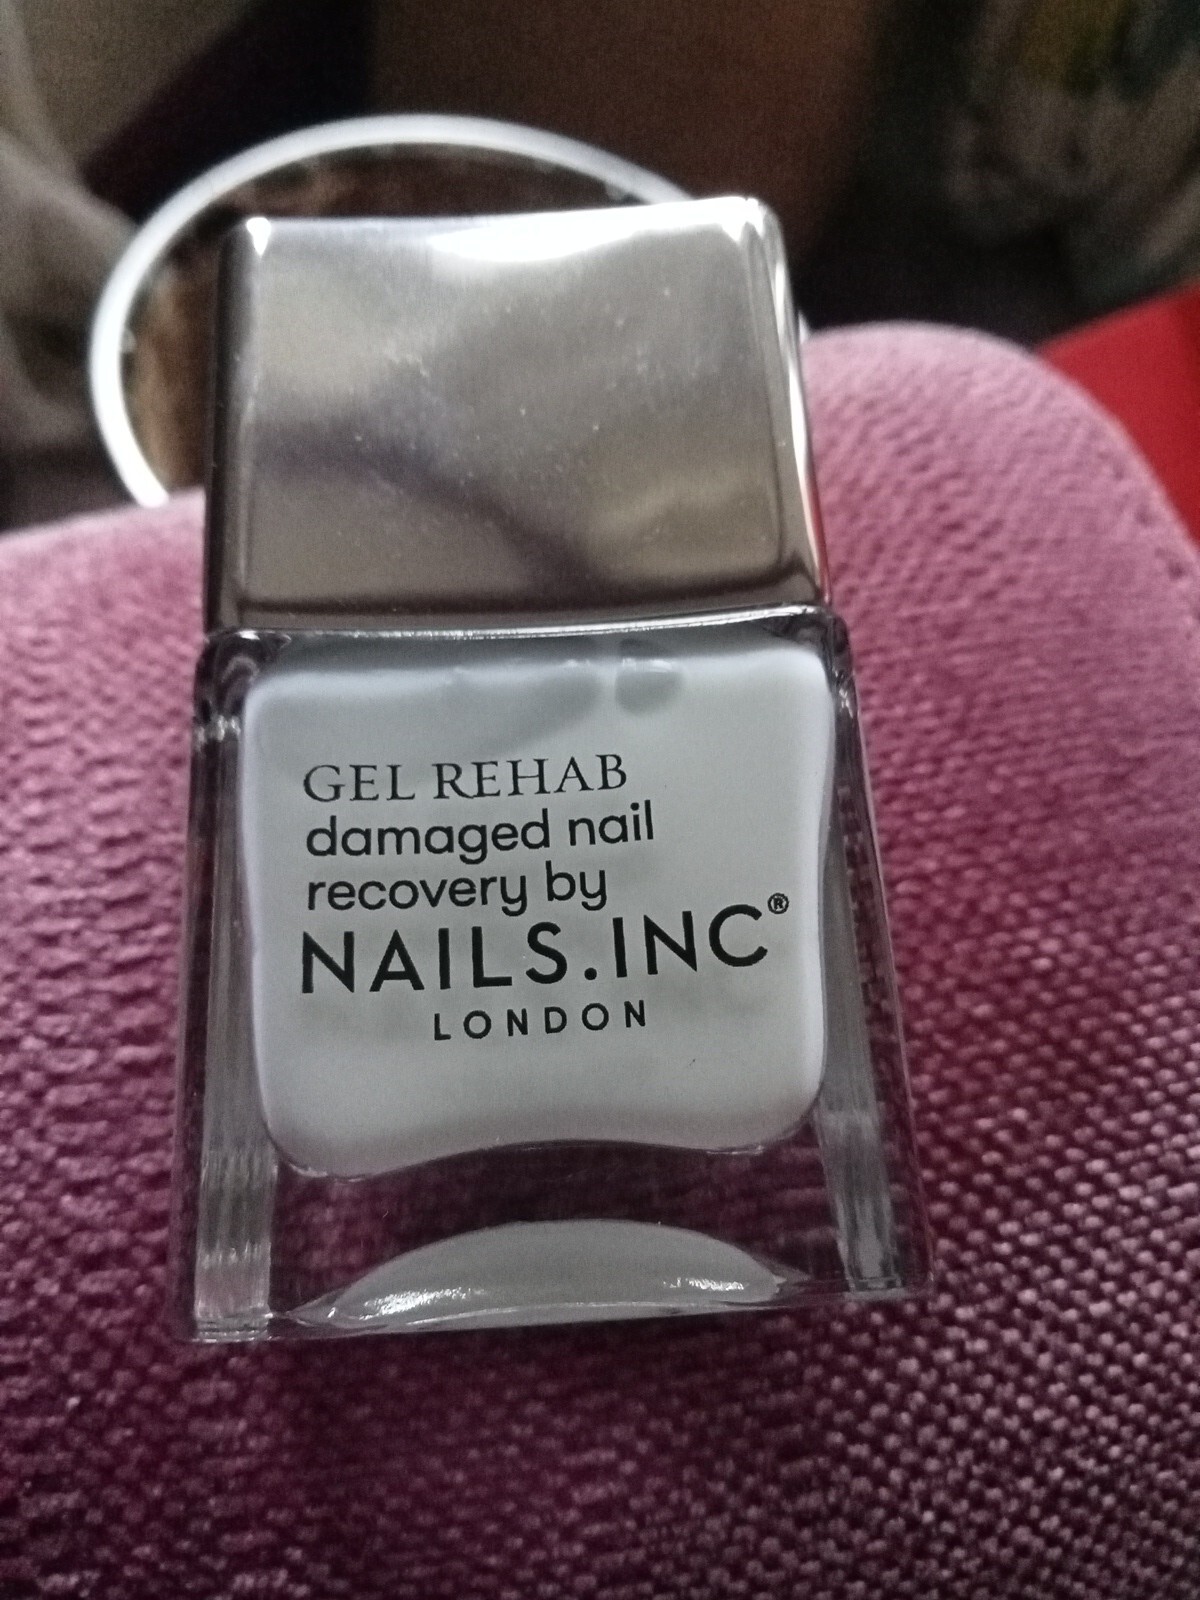 GEL REHAB
damaged nail
recovery by
NAILS.INC®
LONDON